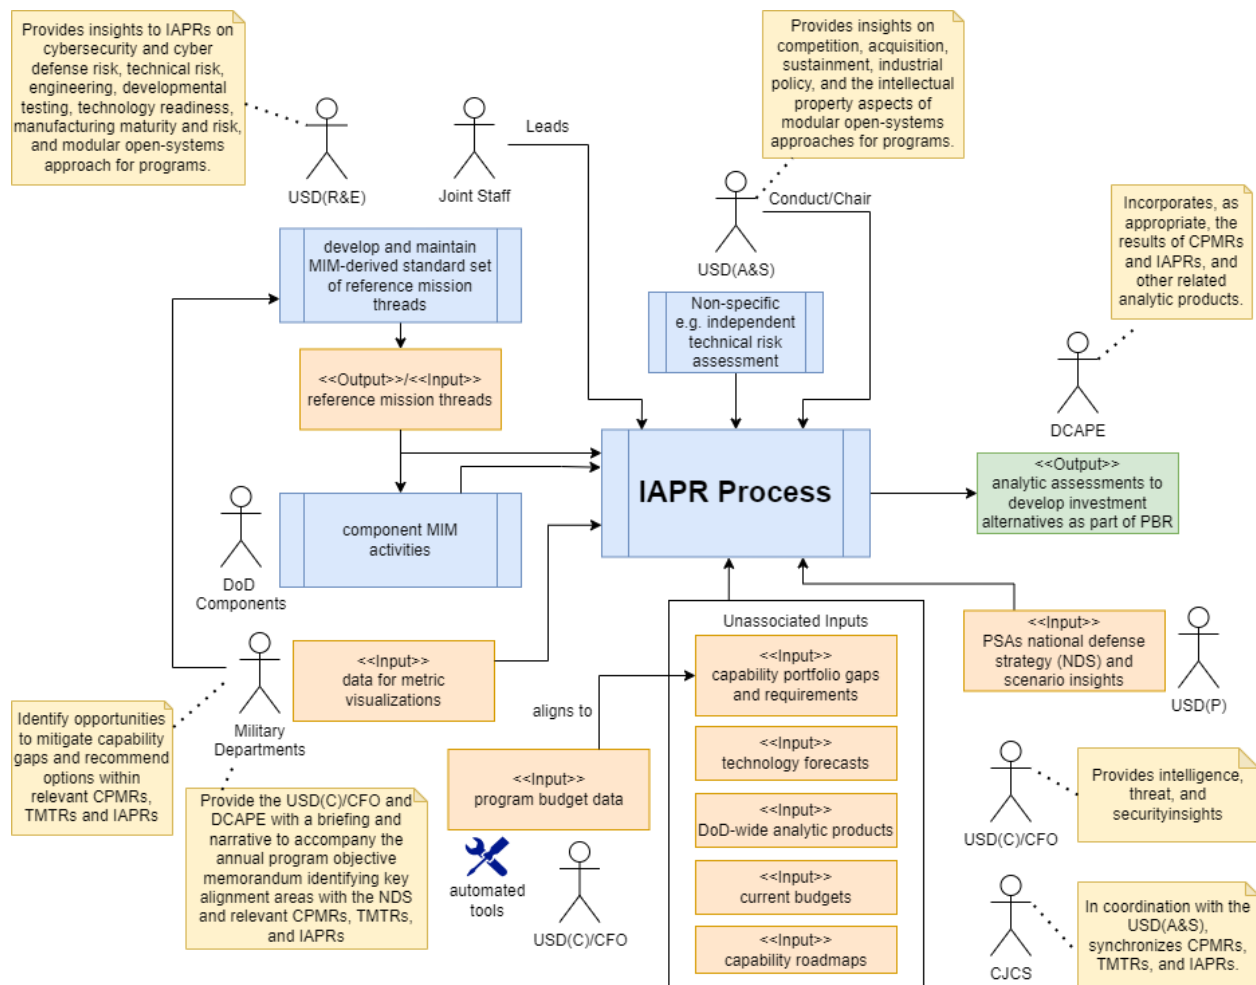 Provides insights to IAPRs on
cybersecurity and cyber
defense risk, technical risk,
engineering, developmental
testing, technology readiness,
manufacturing maturity and risk,
and modular open-systems
approach for programs.
USD(R&E)
Joint Staff
Leads
Provides insights on
competition, acquisition,
sustainment, industrial
policy, and the intellectual
property aspects of
modular open-systems
approaches for programs.
Conduct/Chair
USD(A&S)
Incorporates, as
appropriate, the
results of CPMRs
and IAPRs, and
other related
analytic products.
DCAPE
develop and maintain
MIM-derived standard set
of reference mission
threads
Non-specific
e.g. independent
technical risk
assessment
<<Output>>/<<Input>>
reference mission threads
IAPR Process
<<Output>>
analytic assessments to
develop investment
alternatives as part of PBR
component MIM
activities
DoD
Components
<<Input>>
data for metric
visualizations
Military
Departments
Identify opportunities
to mitigate capability
gaps and recommend
options within
relevant CPMRs,
TMTRs and IAPRs
Provide the USD(C)/CFO and
DCAPE with a briefing and
narrative to accompany the
annual program objective
memorandum identifying key
alignment areas with the NDS
and relevant CPMRs, TMTRs,
and IAPRs
aligns to
<<Input>>
program budget data
automated
tools
USD(C)/CFO
Unassociated Inputs
<<Input>>
capability portfolio gaps
and requirements
<<Input>>
technology forecasts
<<Input>>
DoD-wide analytic products
<<Input>>
current budgets
<<Input>>
capability roadmaps
<<Input>>
PSAs national defense
strategy (NDS) and
scenario insights
USD(P)
USD(C)/CFO
Provides intelligence,
threat, and
securityinsights
CJCS
In coordination with the
USD(A&S),
synchronizes CPMRs,
TMTRs, and IAPRs.